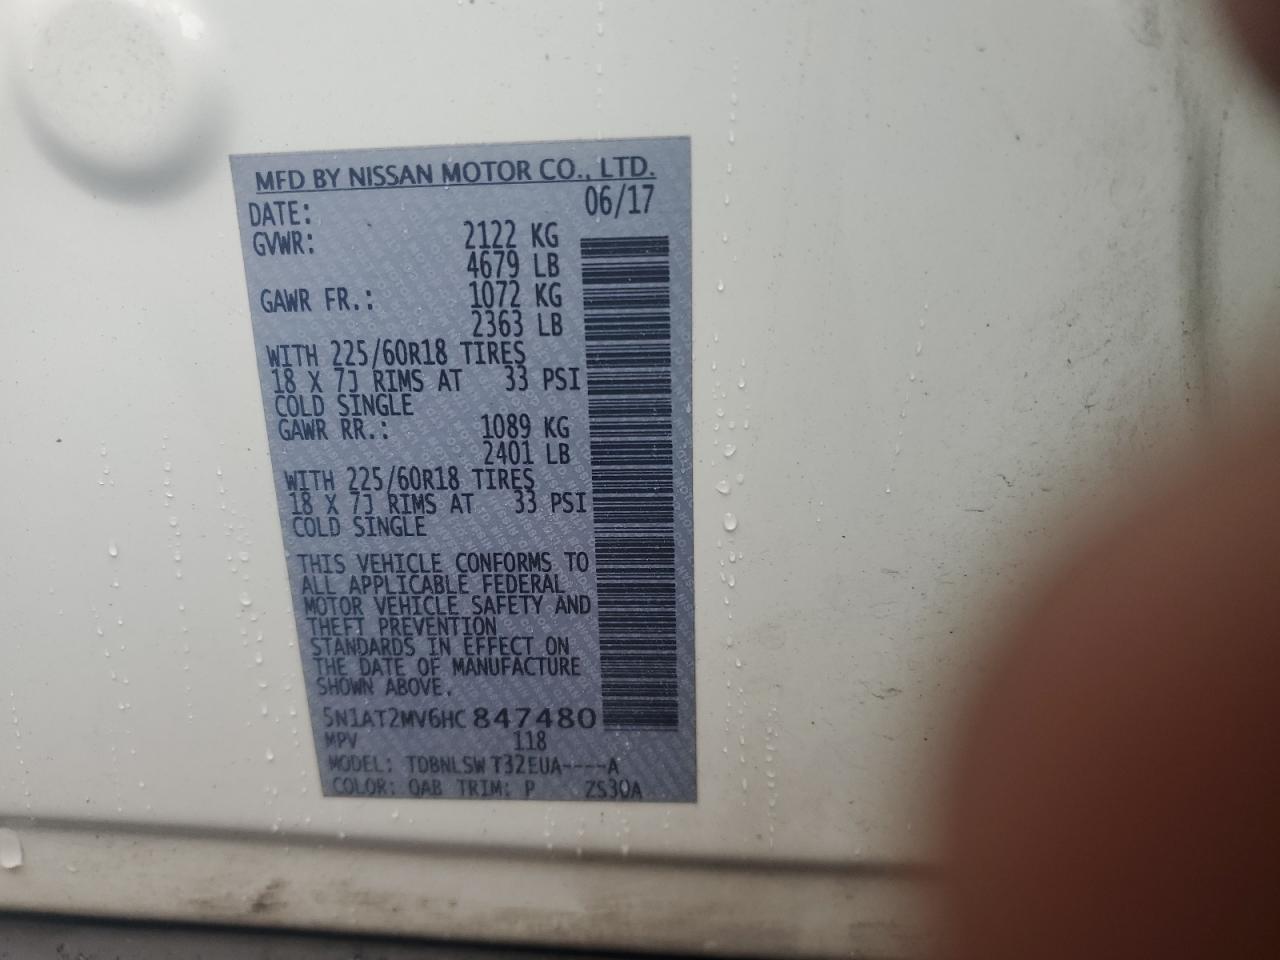 MFD BY NISSAN MOTOR CO., LTD.
DATE: 06/17
GVWR: 2122 KG
4679 LB
GAWR FR.: 1072 KG
2363 LB
WITH 225/60R18 TIRES
18 X 7J RIMS AT 33 PSI
COLD SINGLE
GAWR RR.: 1089 KG
2401 LB
WITH 225/60R18 TIRES
18 X 7J RIMS AT 33 PSI
COLD SINGLE
THIS VEHICLE CONFORMS TO
ALL APPLICABLE FEDERAL
MOTOR VEHICLE SAFETY AND
THEFT PREVENTION
STANDARDS IN EFFECT ON
THE DATE OF MANUFACTURE
SHOWN ABOVE.
5N1AT2MV6HC847480
MPV 118
MODEL: TDBNLSW T32EUA----A
COLOR: QAB TRIM: P ZS30A